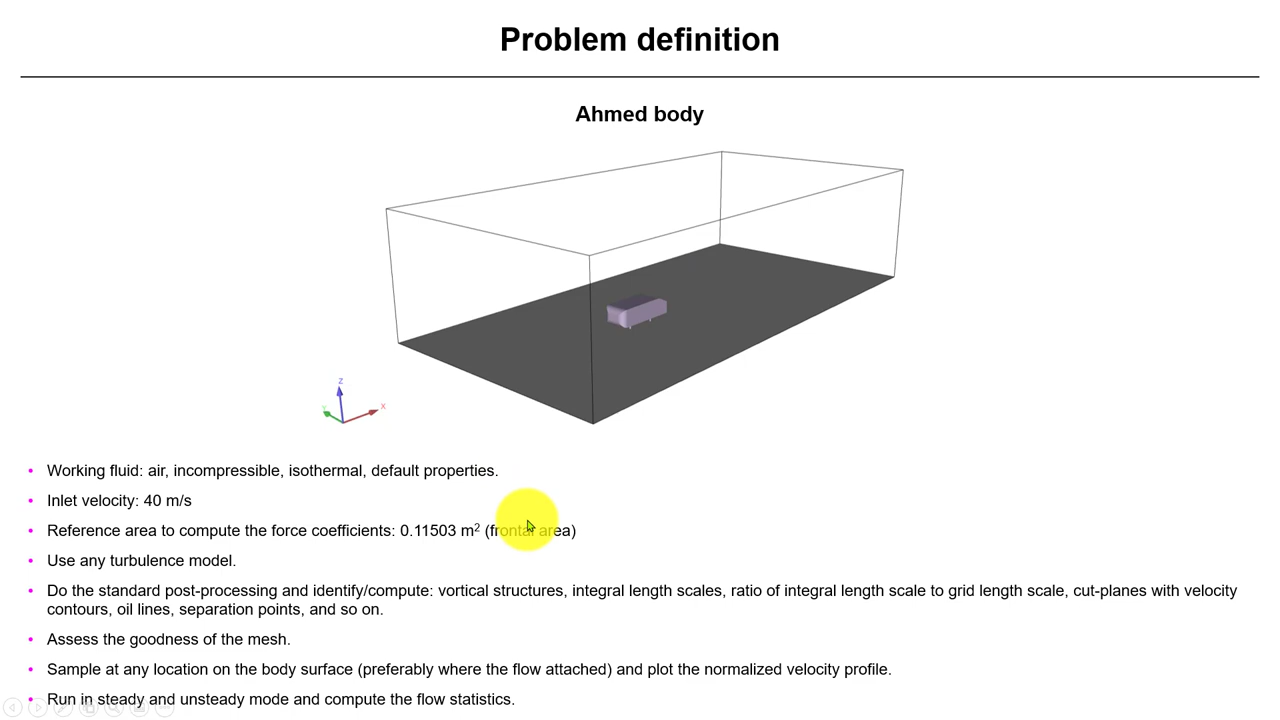 Problem definition
Ahmed body
Z
X
Y
• Working fluid: air, incompressible, isothermal, default properties.
• Inlet velocity: 40 m/s
• Reference area to compute the force coefficients: 0.11503 m² (frontal area)
• Use any turbulence model.
• Do the standard post-processing and identify/compute: vortical structures, integral length scales, ratio of integral length scale to grid length scale, cut-planes with velocity
contours, oil lines, separation points, and so on.
• Assess the goodness of the mesh.
• Sample at any location on the body surface (preferably where the flow attached) and plot the normalized velocity profile.
• Run in steady and unsteady mode and compute the flow statistics.